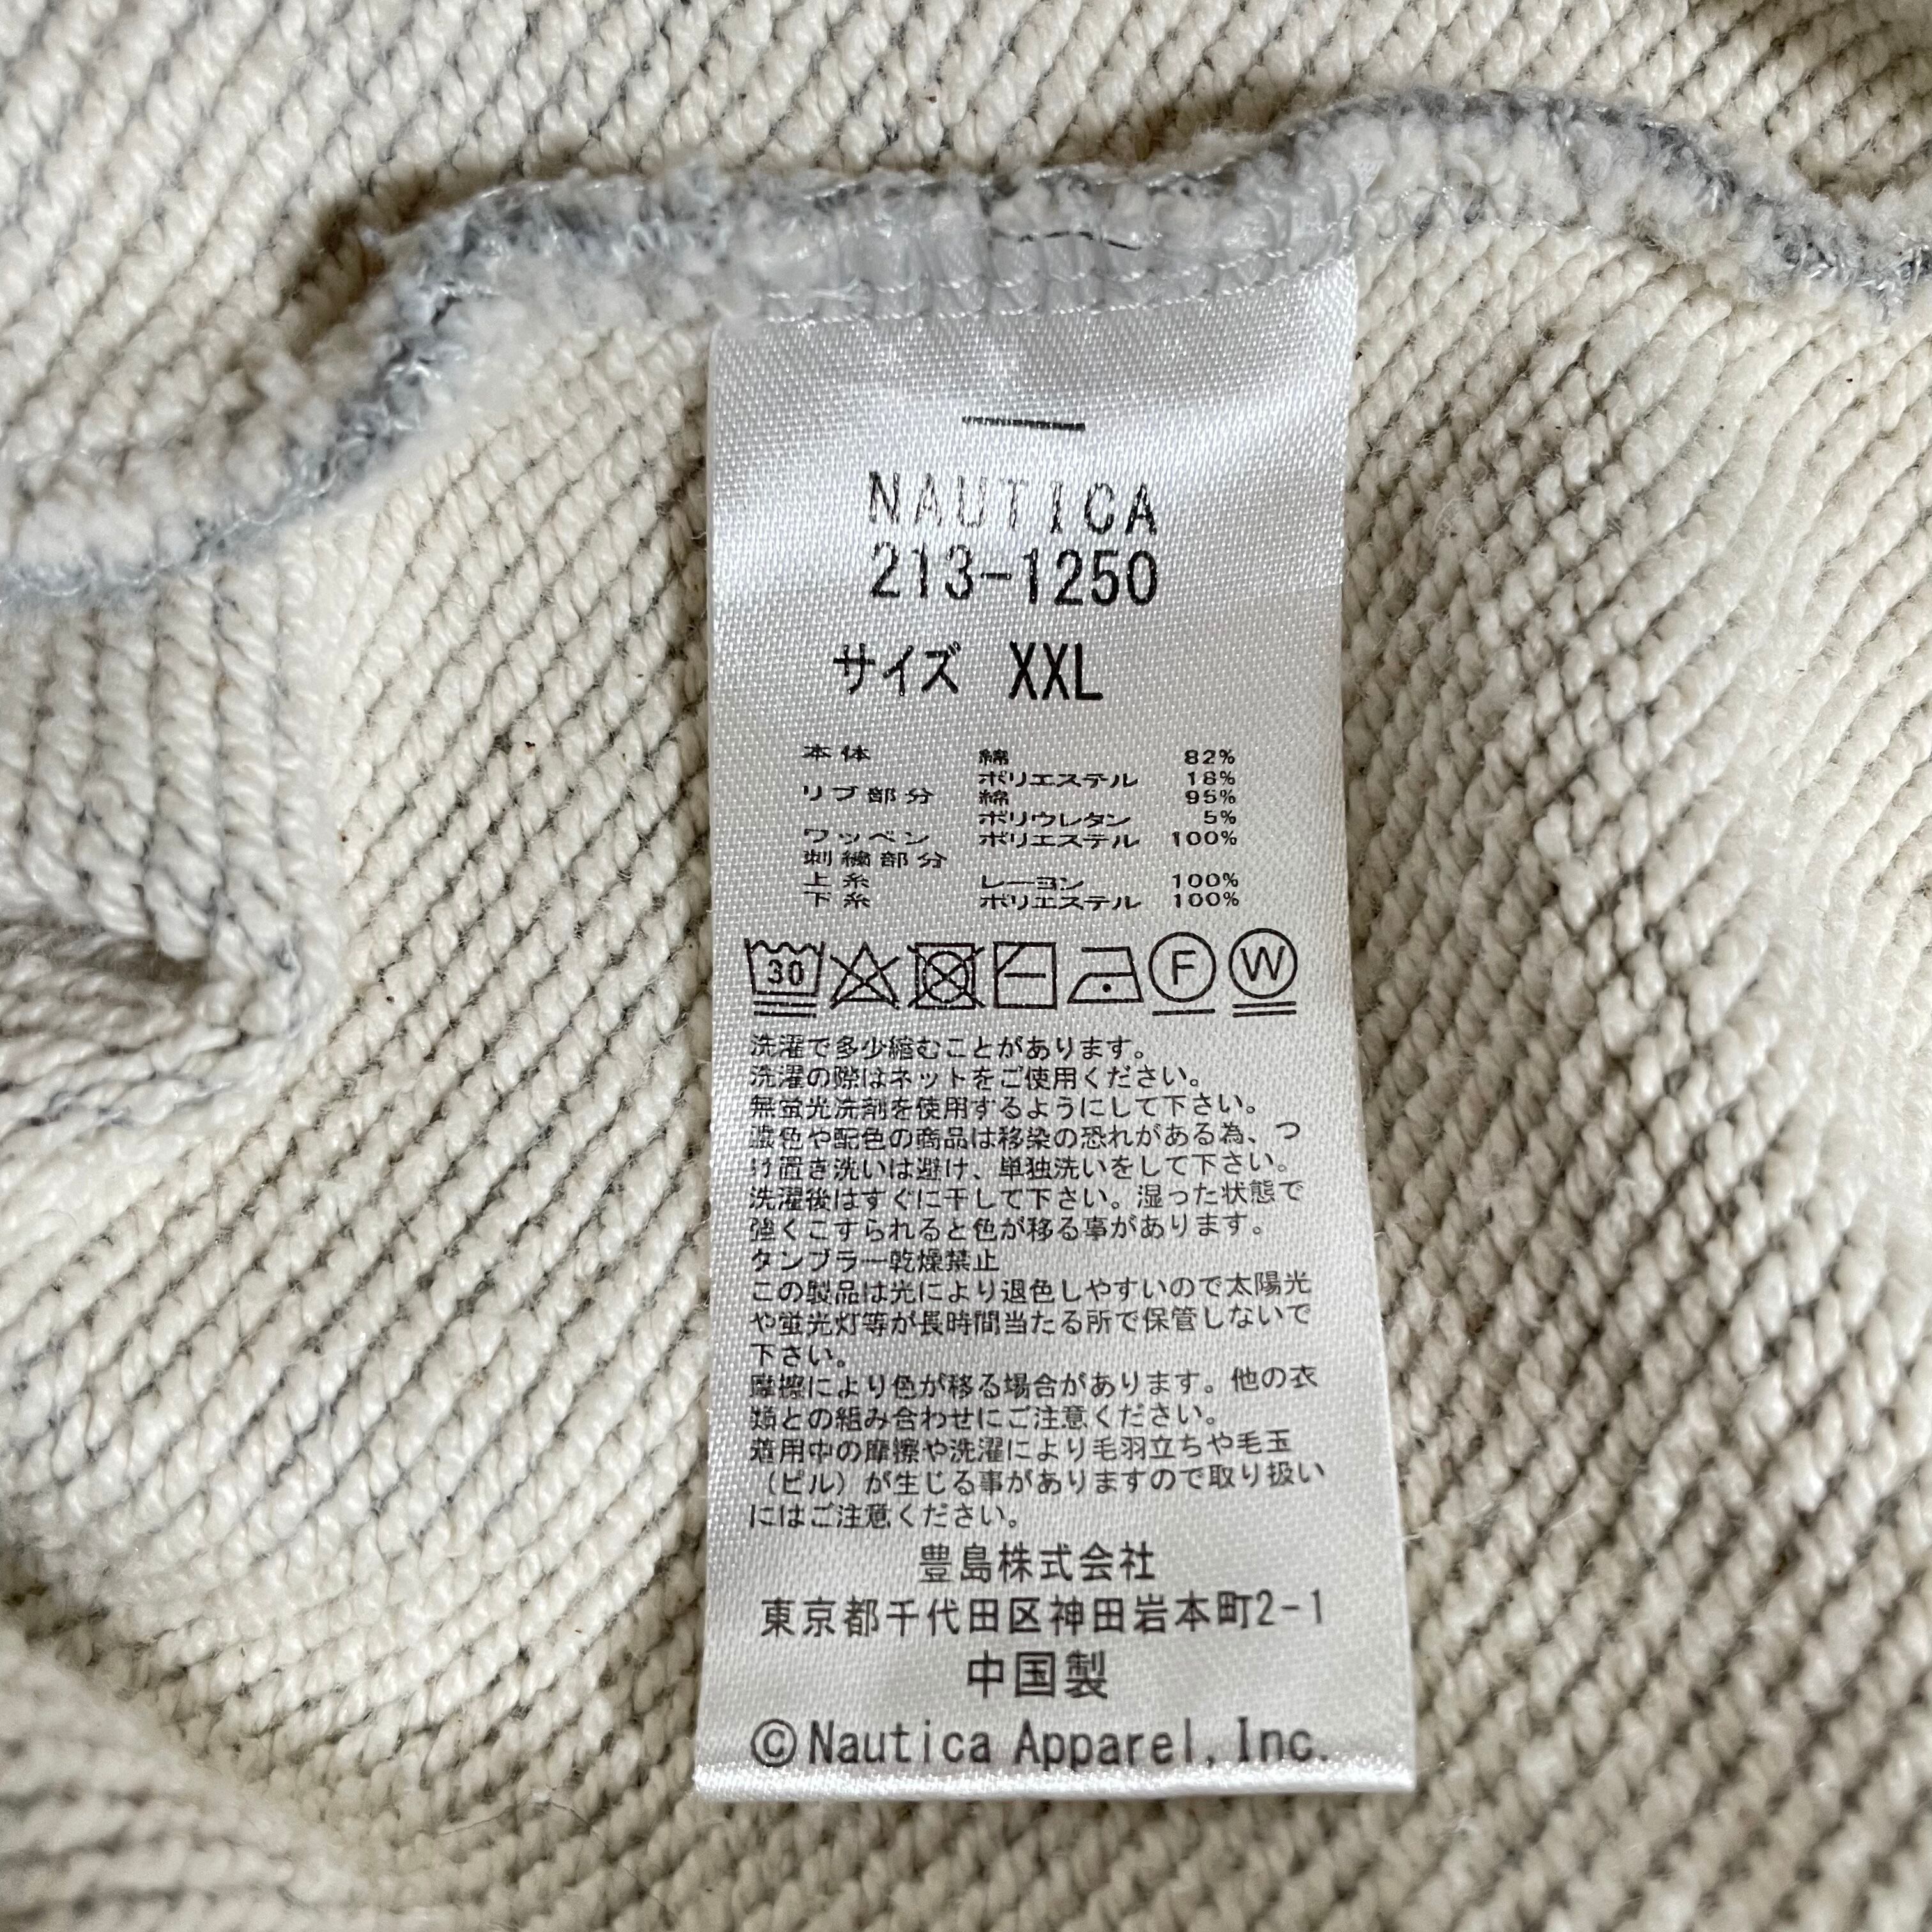 NAUTICA
213-1250
サイズ XXL
本体 綿 82%
ポリエステル 18%
リブ部分 綿 95%
ポリウレタン 5%
ワッペン ポリエステル 100%
刺繍部分
上糸 レーヨン 100%
下糸 ポリエステル 100%
30 F W
洗濯で多少縮むことがあります。
洗濯の際はネットをご使用ください。
無蛍光洗剤を使用するようにして下さい。
濃色や配色の商品は移染の恐れがある為、つ
け置き洗いは避け、単独洗いをして下さい。
洗濯後はすぐに干して下さい。湿った状態で
強くこすられると色が移る事があります。
タンブラー乾燥禁止
この製品は光により退色しやすいので太陽光
や蛍光灯等が長時間当たる所で保管しないで
下さい。
摩擦により色が移る場合があります。他の衣
類との組み合わせにご注意ください。
着用中の摩擦や洗濯により毛羽立ちや毛玉
（ピル）が生じる事がありますので取り扱い
にはご注意ください。
豊島株式会社
東京都千代田区神田岩本町2-1
中国製
©Nautica Apparel, Inc.